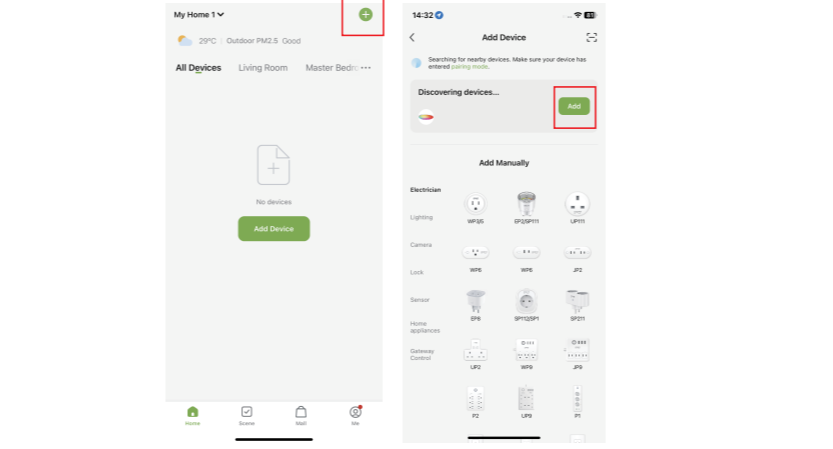 My Home 1
29°C | Outdoor PM2.5 Good
All Devices Living Room Master Bedr
No devices
Add Device
Home Scene Mall Me
14:32
Add Device
Searching for nearby devices. Make sure your device has
entered pairing mode.
Discovering devices...
Add
Add Manually
Electrician
Lighting
Camera
Lock
Sensor
Home
appliances
Gateway
Control
WP3/5 EP2/SP111 UP111
WP6 WP6 JP2
EP6 SP112/SP1 SP211
UP2 WP9 JP9
P2 UP9 P1